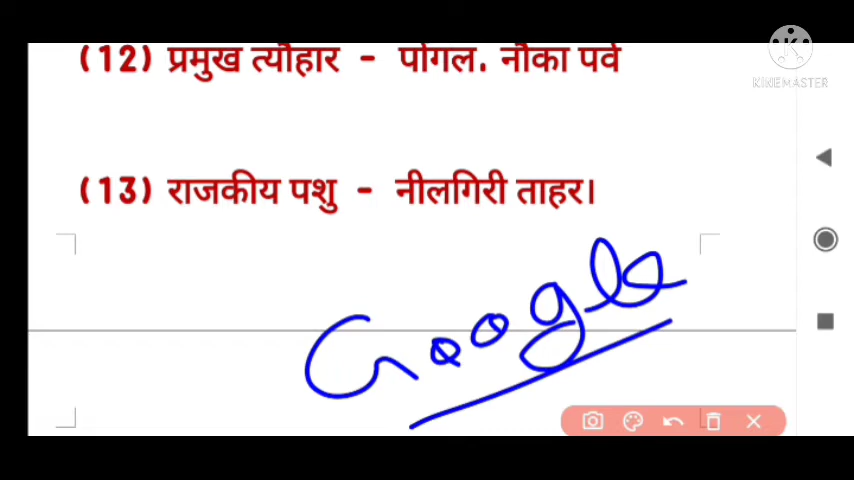 (12) प्रमुख त्यौहार - पोंगल. नौका पर्व
KINEMASTER
(13) राजकीय पशु - नीलगिरी ताहर।
Google